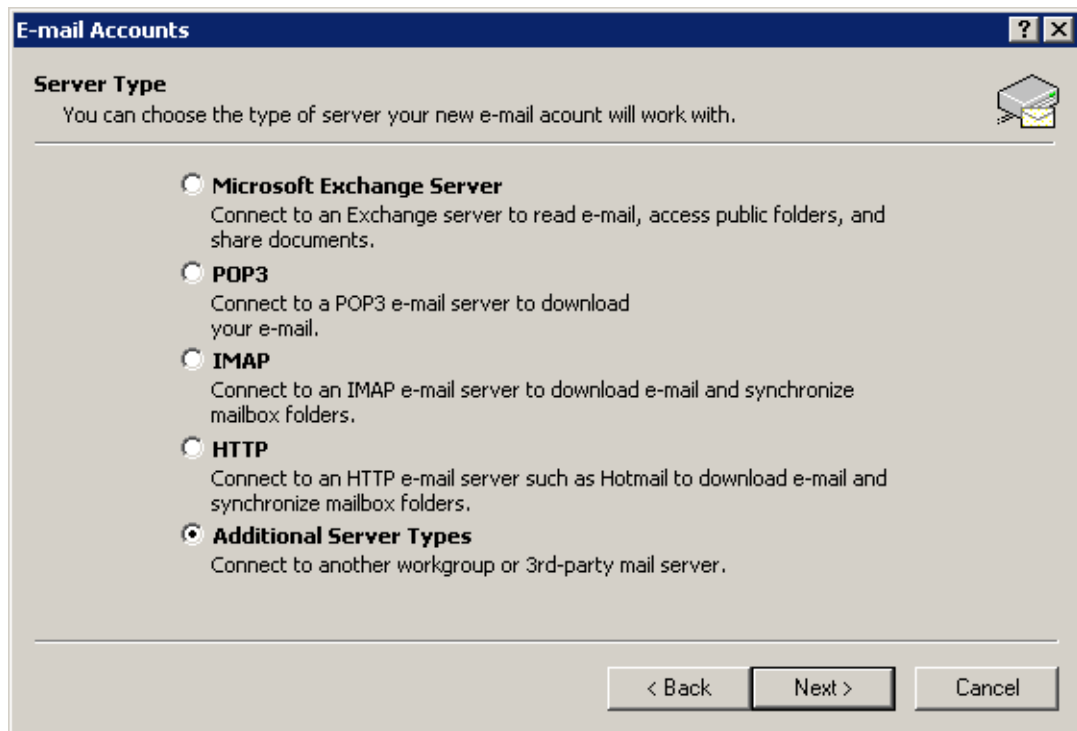 E-mail Accounts
Server Type
You can choose the type of server your new e-mail acount will work with.
Microsoft Exchange Server
Connect to an Exchange server to read e-mail, access public folders, and
share documents.
POP3
Connect to a POP3 e-mail server to download
your e-mail.
IMAP
Connect to an IMAP e-mail server to download e-mail and synchronize
mailbox folders.
HTTP
Connect to an HTTP e-mail server such as Hotmail to download e-mail and
synchronize mailbox folders.
Additional Server Types
Connect to another workgroup or 3rd-party mail server.
< Back Next > Cancel